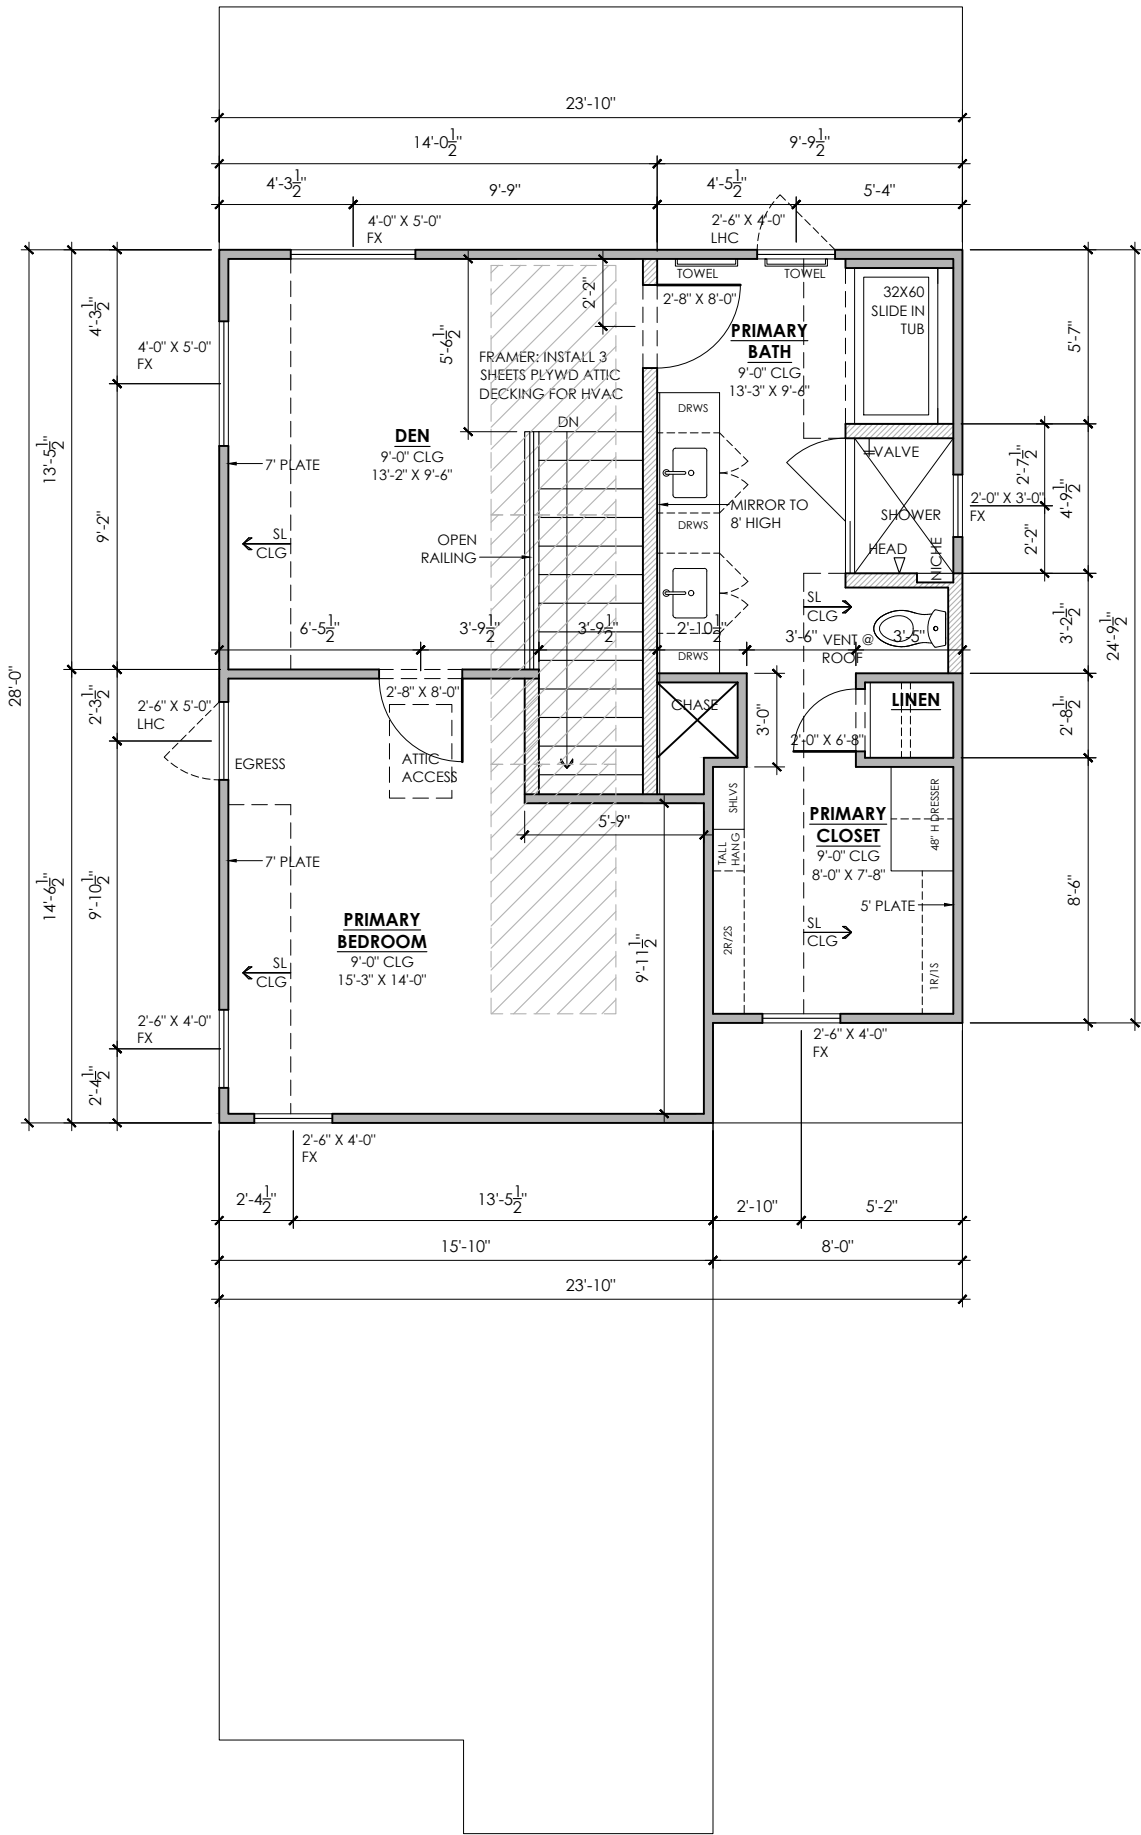 23'-10"
14'-0 1/2"
9'-9 1/2"
4'-3 1/2"
9'-9"
4'-5 1/2"
5'-4"
4'-0" X 5'-0"
FX
2'-6" X 4'-0"
LHC
TOWEL
TOWEL
2'-8" X 8'-0"
2'-2"
5'-6 1/2"
32X60
SLIDE IN
TUB
PRIMARY
BATH
9'-0" CLG
13'-3" X 9'-6"
4'-3 1/2"
4'-0" X 5'-0"
FX
FRAMER: INSTALL 3
SHEETS PLYWD ATTIC
DECKING FOR HVAC
5'-7"
DRWS
DN
DEN
9'-0" CLG
13'-2" X 9'-6"
7' PLATE
13'-5 1/2"
VALVE
2'-7 1/2"
4'-9 1/2"
2'-0" X 3'-0"
FX
MIRROR TO
8' HIGH
SHOWER
DRWS
9'-2"
SL
CLG
OPEN
RAILING
HEAD
NICHE
2'-2"
SL
CLG
6'-5 1/2"
3'-9 1/2"
3'-9 1/2"
2'-10 1/2"
3'-6"
VENT @
ROOF
3'-5"
3'-2 1/2"
24'-9 1/2"
DRWS
28'-0"
2'-3 1/2"
2'-6" X 5'-0"
LHC
2'-8" X 8'-0"
CHASE
3'-0"
LINEN
2'-8 1/2"
2'-0" X 6'-8"
EGRESS
ATTIC
ACCESS
SHLVS
48" H DRESSER
PRIMARY
CLOSET
9'-0" CLG
8'-0" X 7'-8"
5'-9"
TALL
HANG
7' PLATE
14'-6 1/2"
9'-10 1/2"
8'-6"
5' PLATE
PRIMARY
BEDROOM
9'-0" CLG
15'-3" X 14'-0"
9'-11 1/2"
2R/2S
SL
CLG
1R/1S
SL
CLG
2'-6" X 4'-0"
FX
2'-6" X 4'-0"
FX
2'-4 1/2"
2'-6" X 4'-0"
FX
2'-4 1/2"
13'-5 1/2"
2'-10"
5'-2"
15'-10"
8'-0"
23'-10"